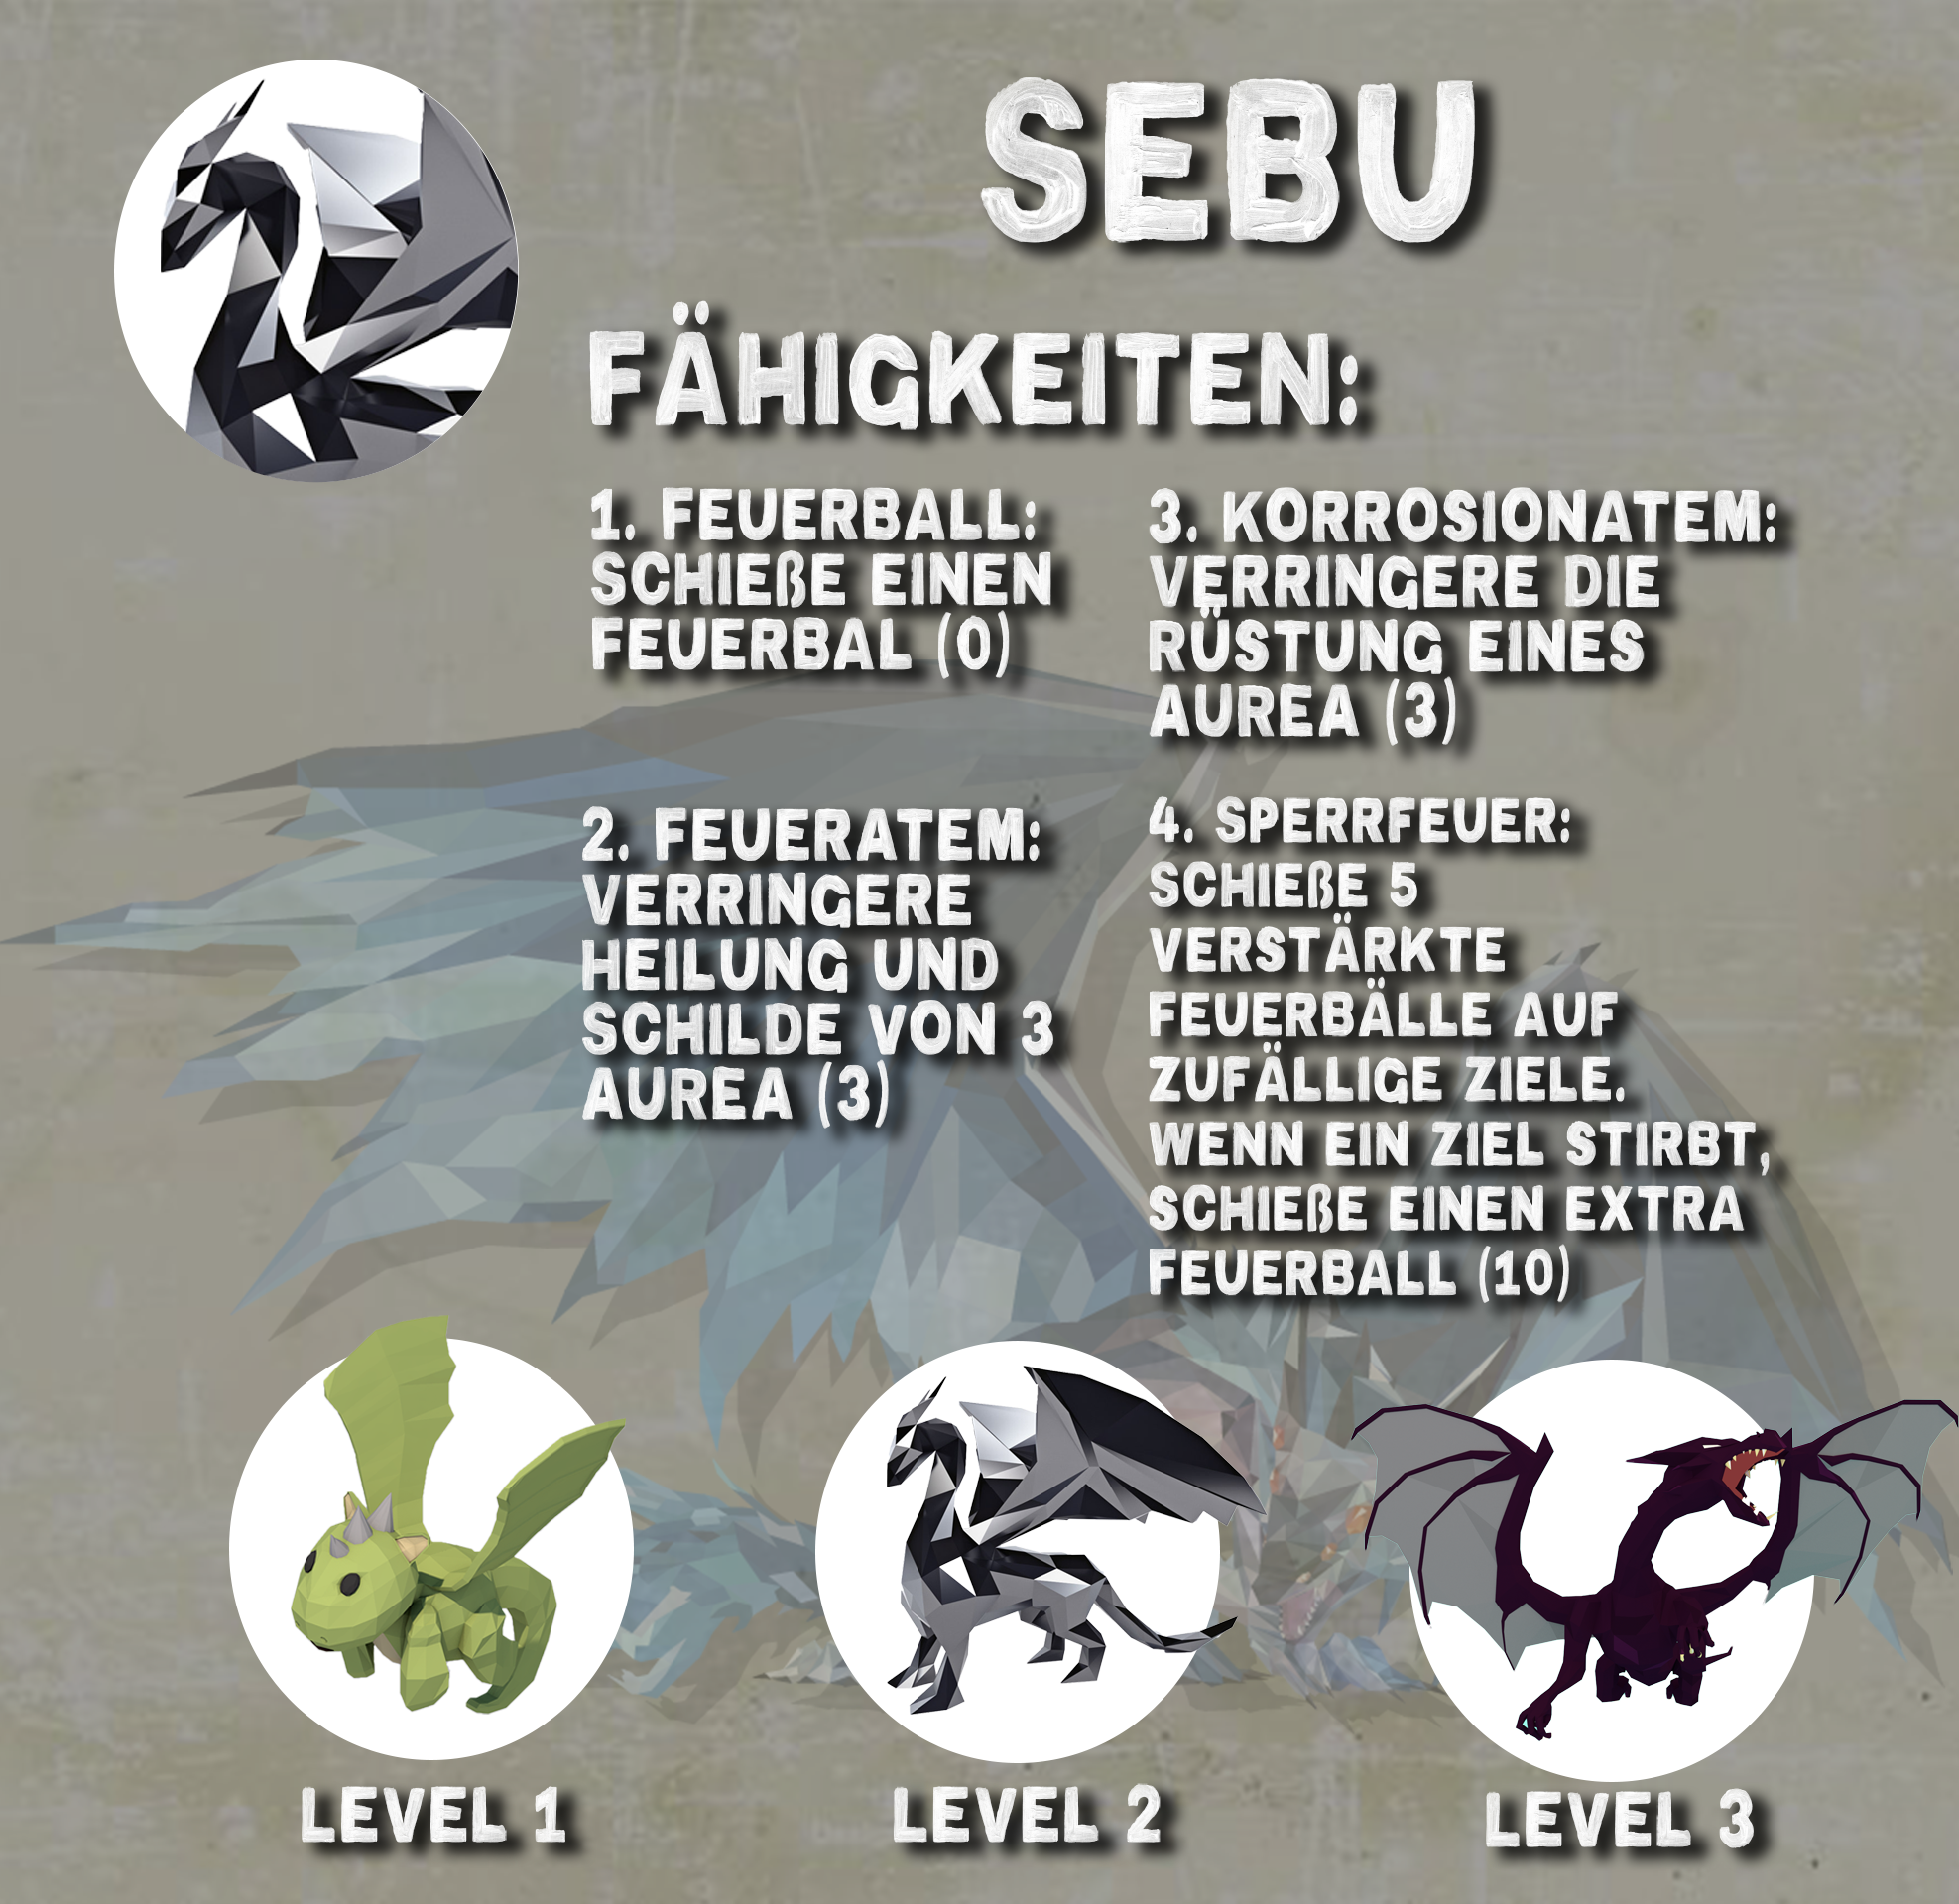 SEBU
FÄHIGKEITEN:
1. FEUERBALL:
SCHIEßE EINEN
FEUERBAL (0)
2. FEUERATEM:
VERRINGERE
HEILUNG UND
SCHILDE VON 3
AUREA (3)
3. KORROSIONATEM:
VERRINGERE DIE
RÜSTUNG EINES
AUREA (3)
4. SPERRFEUER:
SCHIEßE 5
VERSTÄRKTE
FEUERBÄLLE AUF
ZUFÄLLIGE ZIELE.
WENN EIN ZIEL STIRBT,
SCHIEßE EINEN EXTRA
FEUERBALL (10)
LEVEL 1
LEVEL 2
LEVEL 3